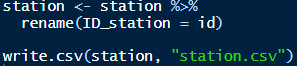 station <- station %>%
  rename(ID_station = id)
write.csv(station, "station.csv")